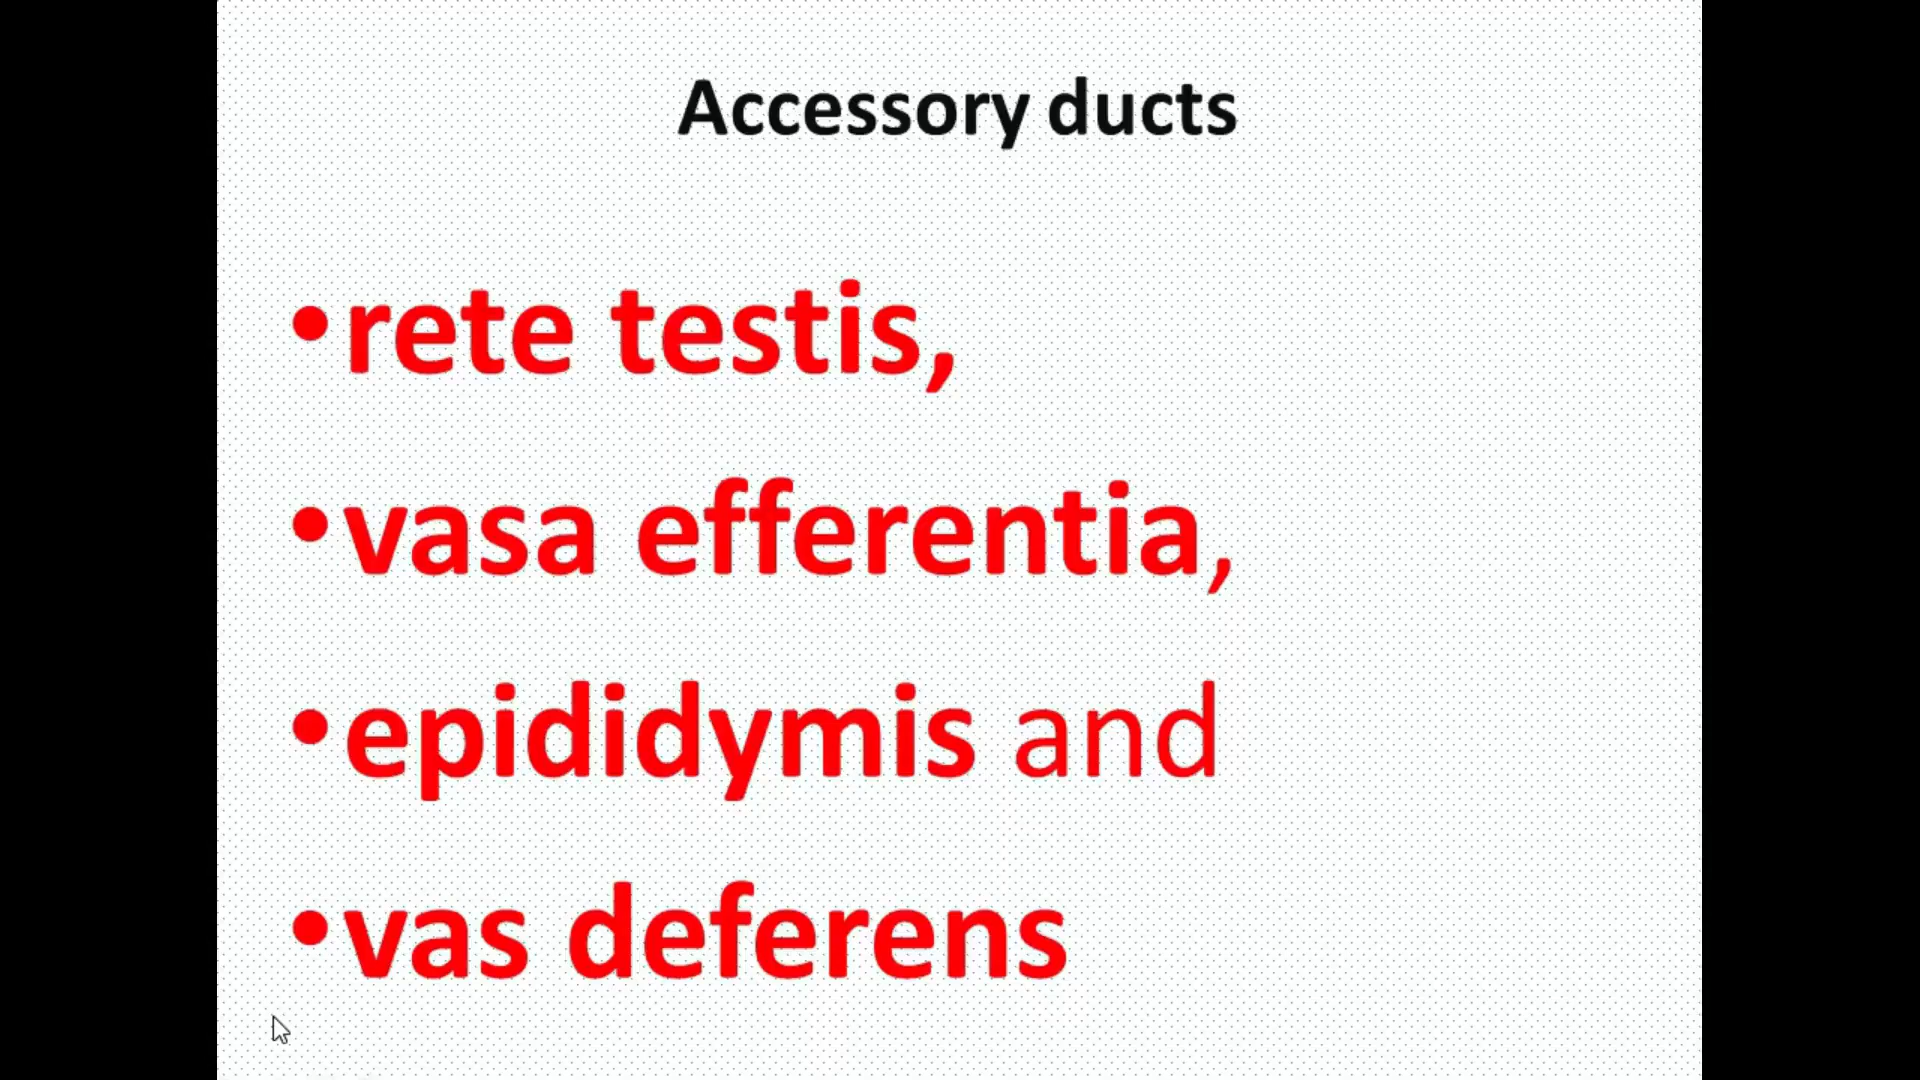 Accessory ducts
•rete testis,
•vasa efferentia,
•epididymis and
•vas deferens